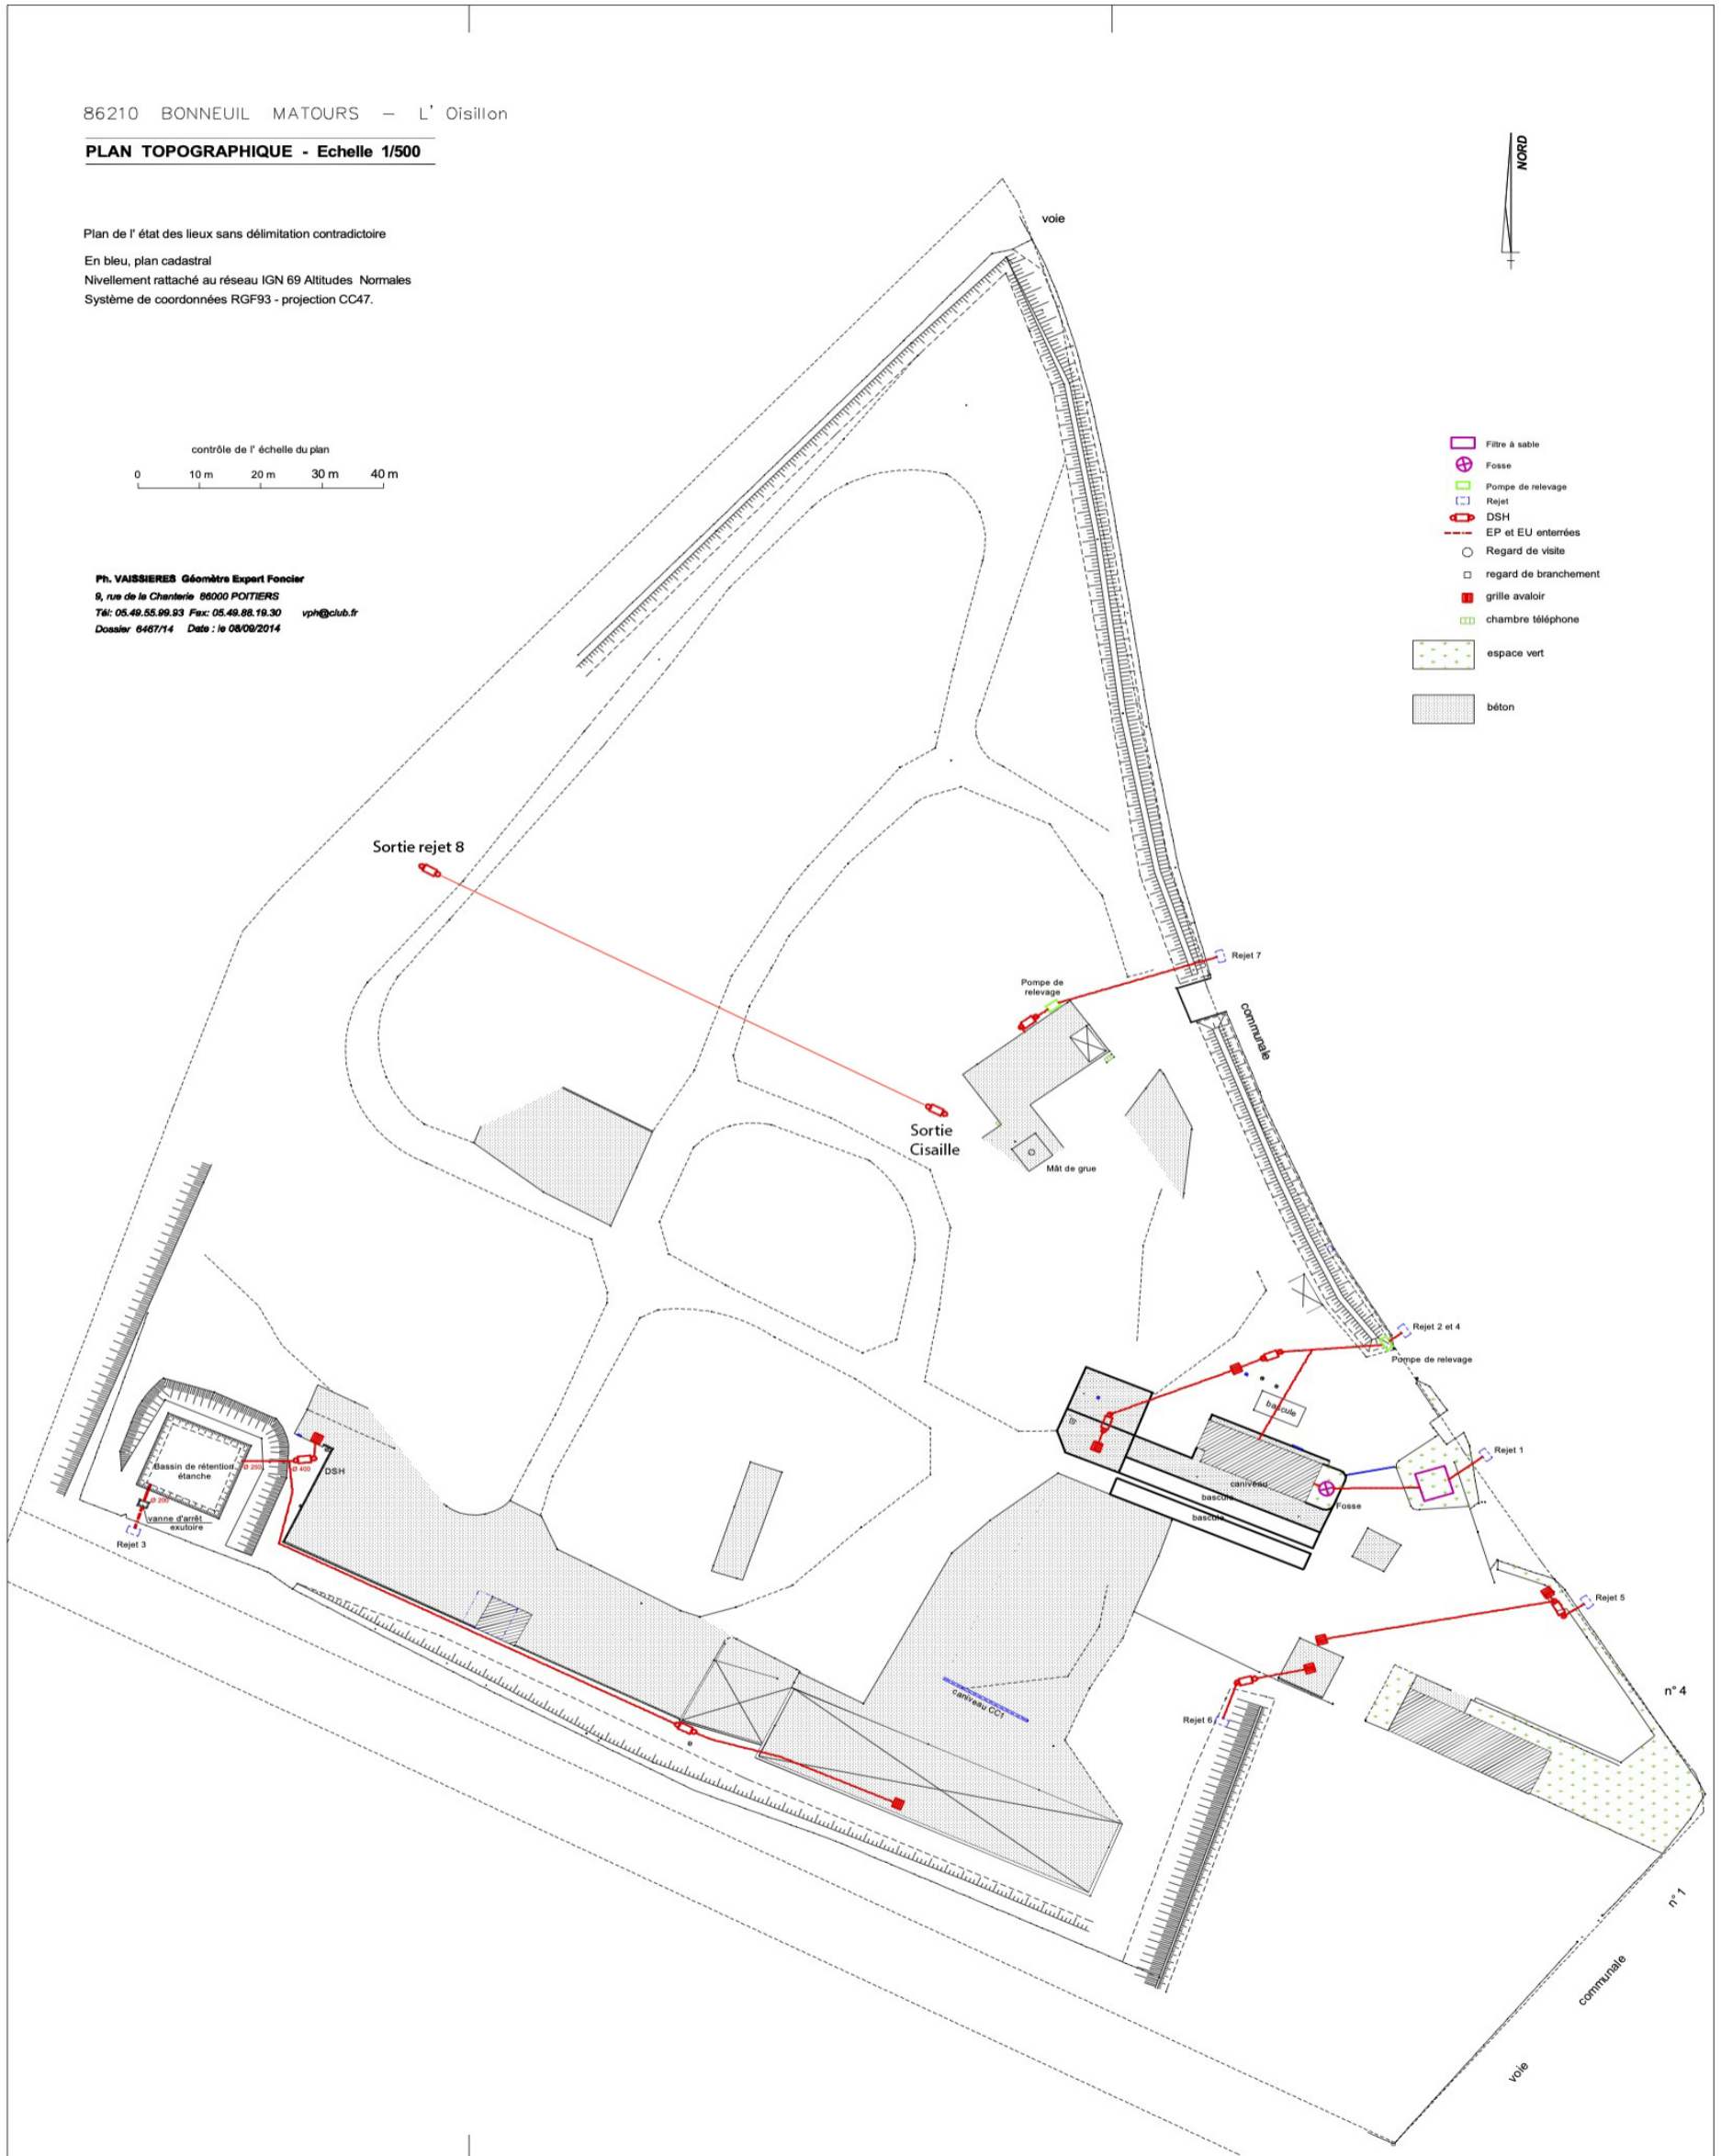 86210 BONNEUIL MATOURS — L' Oisillon
PLAN TOPOGRAPHIQUE - Echelle 1/500
NORD
Plan de l' état des lieux sans délimitation contradictoire
En bleu, plan cadastral
Nivellement rattaché au réseau IGN 69 Altitudes Normales
Système de coordonnées RGF93 - projection CC47.
contrôle de l' échelle du plan
0 10 m 20 m 30 m 40 m
Ph. VAISSIERES Géomètre Expert Foncier
9, rue de la Chanterie 86000 POITIERS
Tél: 05.49.55.99.93 Fax: 05.49.88.19.30 vph@club.fr
Dossier 6467/14 Date : le 08/09/2014
Filtre à sable
Fosse
Pompe de relevage
Rejet
DSH
EP et EU enterrées
Regard de visite
regard de branchement
grille avaloir
chambre téléphone
espace vert
béton
voie
Sortie rejet 8
Rejet 7
Pompe de
relevage
communale
Sortie
Cisaille
Mât de grue
Rejet 2 et 4
Pompe de relevage
bascule
Rejet 1
caniveau
Fosse
bascule
bascule
Bassin de rétention
étanche
Ø 250
Ø 400
DSH
Ø 200
vanne d'arrêt
exutoire
Rejet 3
Rejet 5
caniveau CC1
Rejet 6
n° 4
n° 1
communale
voie